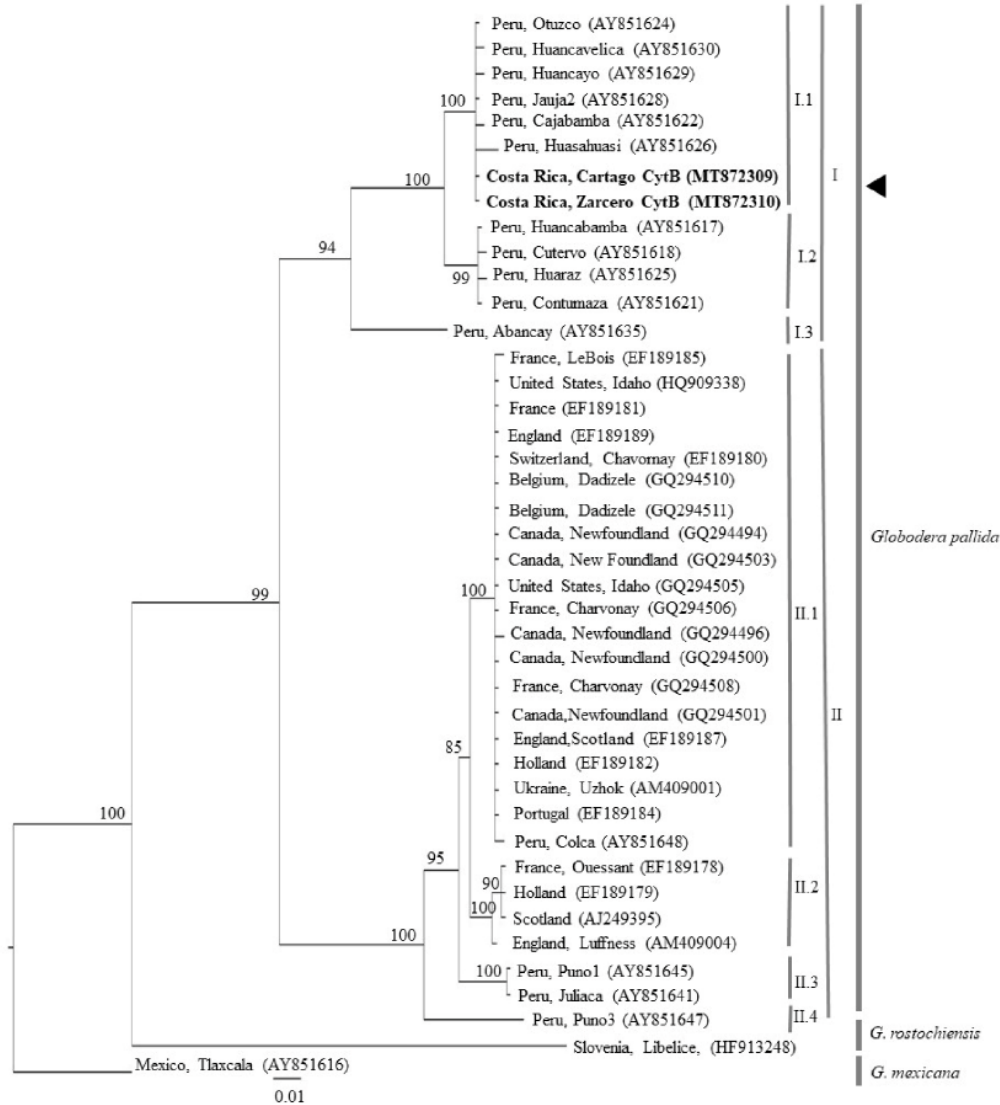 Peru, Otuzco (AY851624)
Peru, Huancavelica (AY851630)
Peru, Huancayo (AY851629)
100
Peru, Jauja2 (AY851628)
I.1
Peru, Cajabamba (AY851622)
Peru, Huasahuasi (AY851626)
100
Costa Rica, Cartago CytB (MT872309)
I
Costa Rica, Zarcero CytB (MT872310)
Peru, Huancabamba (AY851617)
94
Peru, Cutervo (AY851618)
I.2
99
Peru, Huaraz (AY851625)
Peru, Contumaza (AY851621)
Peru, Abancay (AY851635)
I.3
France, LeBois (EF189185)
United States, Idaho (HQ909338)
France (EF189181)
England (EF189189)
Switzerland, Chavornay (EF189180)
Belgium, Dadizele (GQ294510)
Belgium, Dadizele (GQ294511)
Canada, Newfoundland (GQ294494)
Globodera pallida
Canada, New Foundland (GQ294503)
99
100
United States, Idaho (GQ294505)
France, Charvonay (GQ294506)
II.1
Canada, Newfoundland (GQ294496)
Canada, Newfoundland (GQ294500)
France, Charvonay (GQ294508)
Canada,Newfoundland (GQ294501)
II
85
England,Scotland (EF189187)
Holland (EF189182)
Ukraine, Uzhok (AM409001)
100
Portugal (EF189184)
Peru, Colca (AY851648)
95
France, Ouessant (EF189178)
90
Holland (EF189179)
II.2
100
Scotland (AJ249395)
100
England, Luffness (AM409004)
100
Peru, Puno1 (AY851645)
II.3
Peru, Juliaca (AY851641)
Peru, Puno3 (AY851647)
II.4
G. rostochiensis
Slovenia, Libelice, (HF913248)
Mexico, Tlaxcala (AY851616)
G. mexicana
0.01